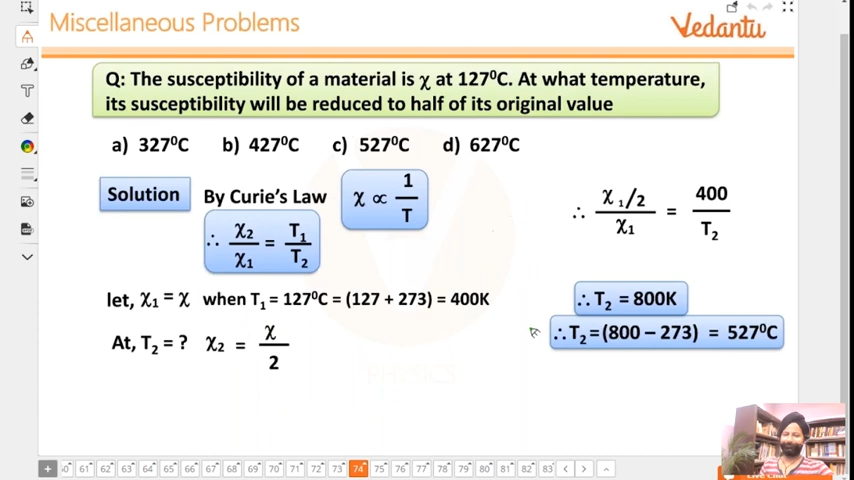 Miscellaneous Problems
Vedantu
Q: The susceptibility of a material is χ at 127⁰C. At what temperature,
its susceptibility will be reduced to half of its original value
a) 327⁰C b) 427⁰C c) 527⁰C d) 627⁰C
Solution By Curie's Law χ ∝ 1/T
∴ χ₂/χ₁ = T₁/T₂
let, χ₁ = χ when T₁ = 127⁰C = (127 + 273) = 400K
At, T₂ = ? χ₂ = χ/2
∴ χ₁/2 / χ₁ = 400/T₂
∴ T₂ = 800K
∴ T₂ = (800 – 273) = 527⁰C
PHYSICS
61 62 63 64 65 66 67 68 69 70 71 72 73 74 75 76 77 78 79 80 81 82 83
Live Chat